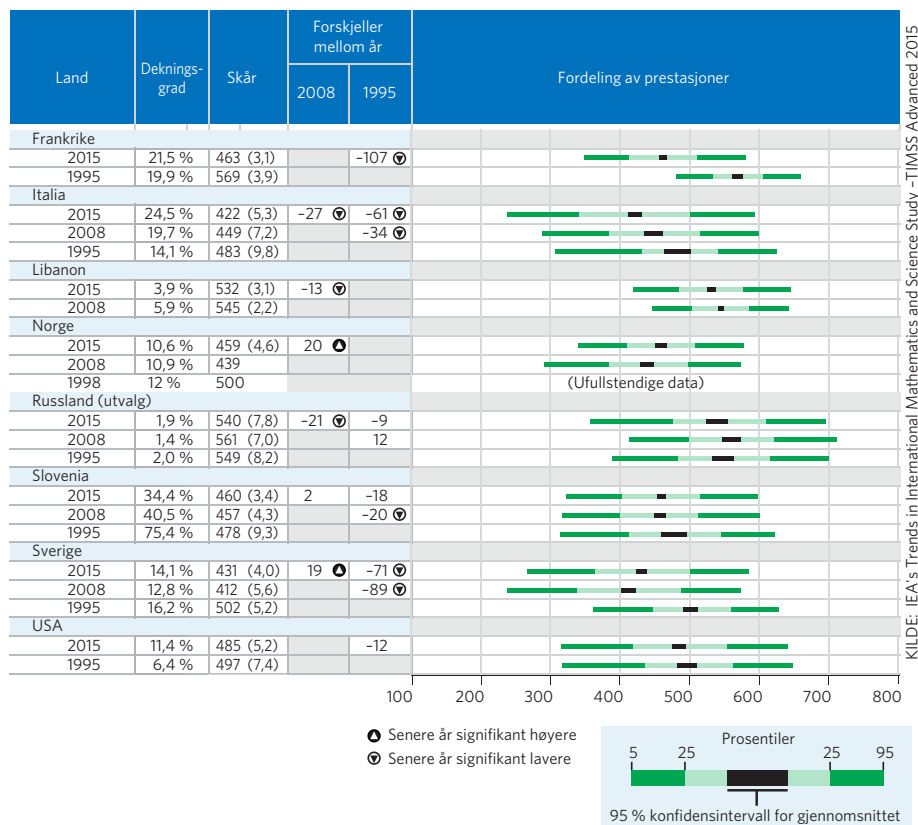 Land Dekningsgrad Skår Forskjeller mellom år Fordeling av prestasjoner
2008 1995
Frankrike
2015 21,5 % 463 (3,1) –107
1995 19,9 % 569 (3,9)
Italia
2015 24,5 % 422 (5,3) –27 –61
2008 19,7 % 449 (7,2) –34
1995 14,1 % 483 (9,8)
Libanon
2015 3,9 % 532 (3,1) –13
2008 5,9 % 545 (2,2)
Norge
2015 10,6 % 459 (4,6) 20
2008 10,9 % 439
1998 12 % 500 (Ufullstendige data)
Russland (utvalg)
2015 1,9 % 540 (7,8) –21 –9
2008 1,4 % 561 (7,0) 12
1995 2,0 % 549 (8,2)
Slovenia
2015 34,4 % 460 (3,4) 2 –18
2008 40,5 % 457 (4,3) –20
1995 75,4 % 478 (9,3)
Sverige
2015 14,1 % 431 (4,0) 19 –71
2008 12,8 % 412 (5,6) –89
1995 16,2 % 502 (5,2)
USA
2015 11,4 % 485 (5,2) –12
1995 6,4 % 497 (7,4)
100 200 300 400 500 600 700 800
Senere år signifikant høyere
Senere år signifikant lavere
Prosentiler
5 25 25 95
95 % konfidensintervall for gjennomsnittet
KILDE: IEA's Trends in International Mathematics and Science Study –TIMSS Advanced 2015